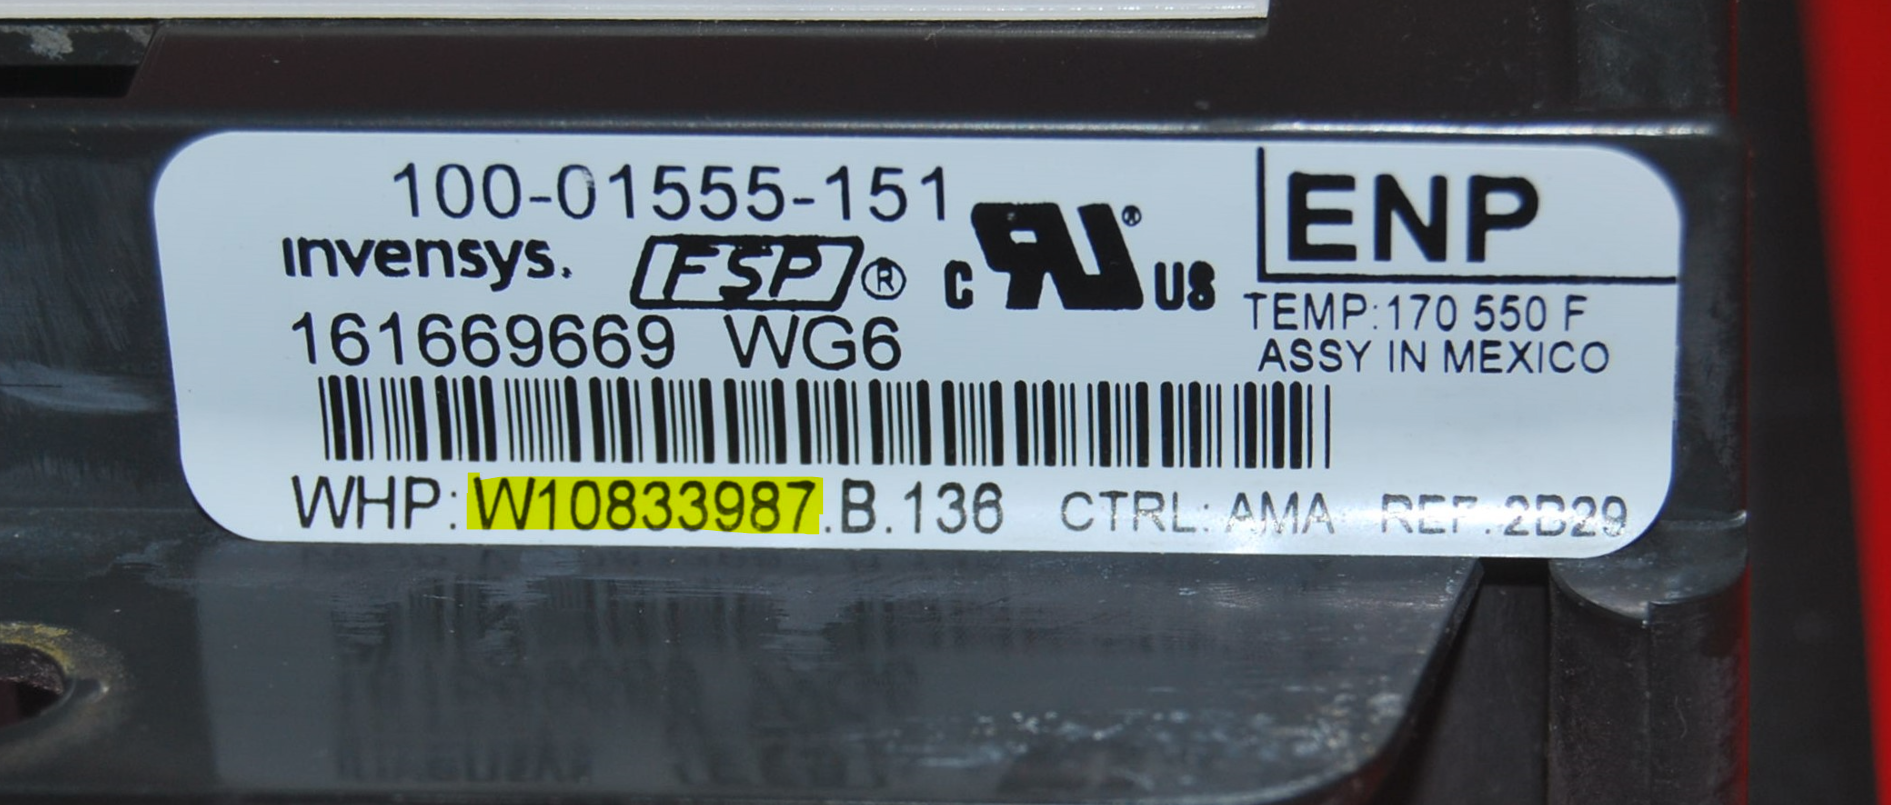 100-01555-151
ENP
invensys. FSP® c RU® US
TEMP:170 550 F
161669669 WG6
ASSY IN MEXICO
WHP:W10833987.B.136 CTRL: AMA REF:2B29